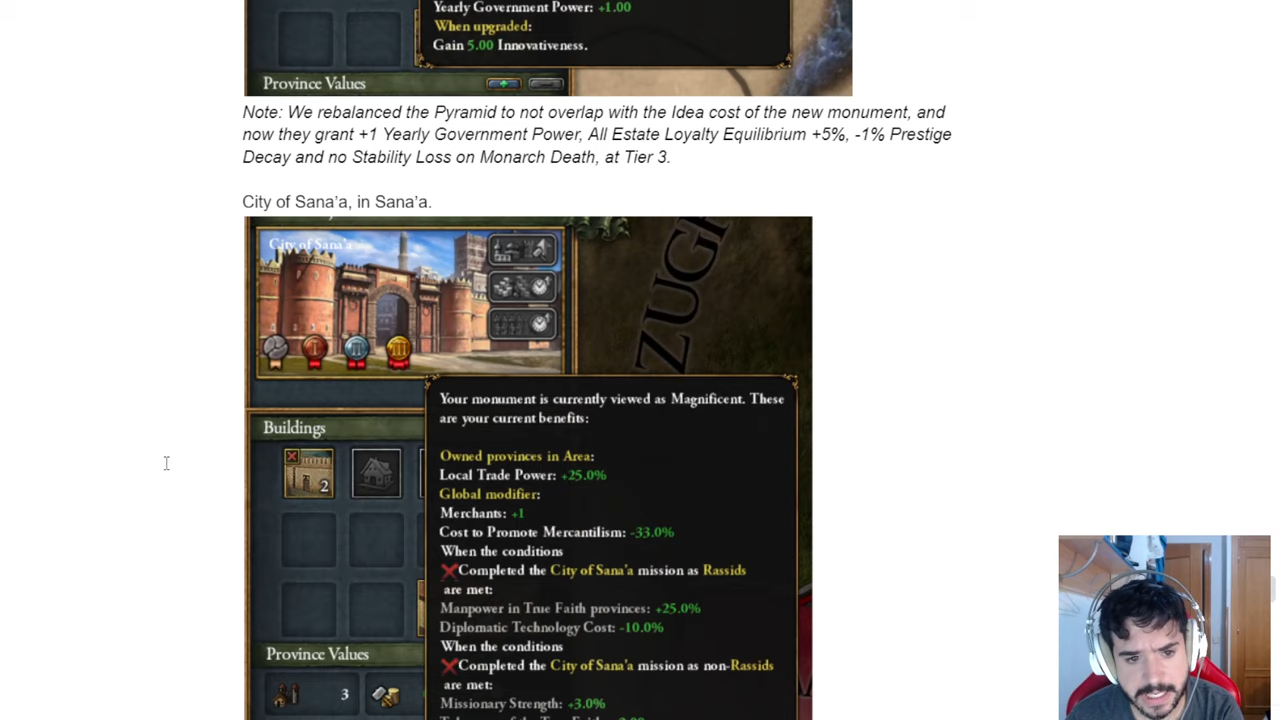 Yearly Government Power: +1.00
When upgraded:
Gain 5.00 Innovativeness.
Province Values
Note: We rebalanced the Pyramid to not overlap with the Idea cost of the new monument, and
now they grant +1 Yearly Government Power, All Estate Loyalty Equilibrium +5%, -1% Prestige
Decay and no Stability Loss on Monarch Death, at Tier 3.
City of Sana'a, in Sana'a.
City of Sana'a
ZUGH
I II III
Your monument is currently viewed as Magnificent. These
are your current benefits:
Buildings
2
Owned provinces in Area:
Local Trade Power: +25.0%
Global modifier:
Merchants: +1
Cost to Promote Mercantilism: -33.0%
When the conditions
Completed the City of Sana'a mission as Rassids
are met:
Manpower in True Faith provinces: +25.0%
Diplomatic Technology Cost: -10.0%
When the conditions
Completed the City of Sana'a mission as non-Rassids
are met:
Missionary Strength: +3.0%
Province Values
3